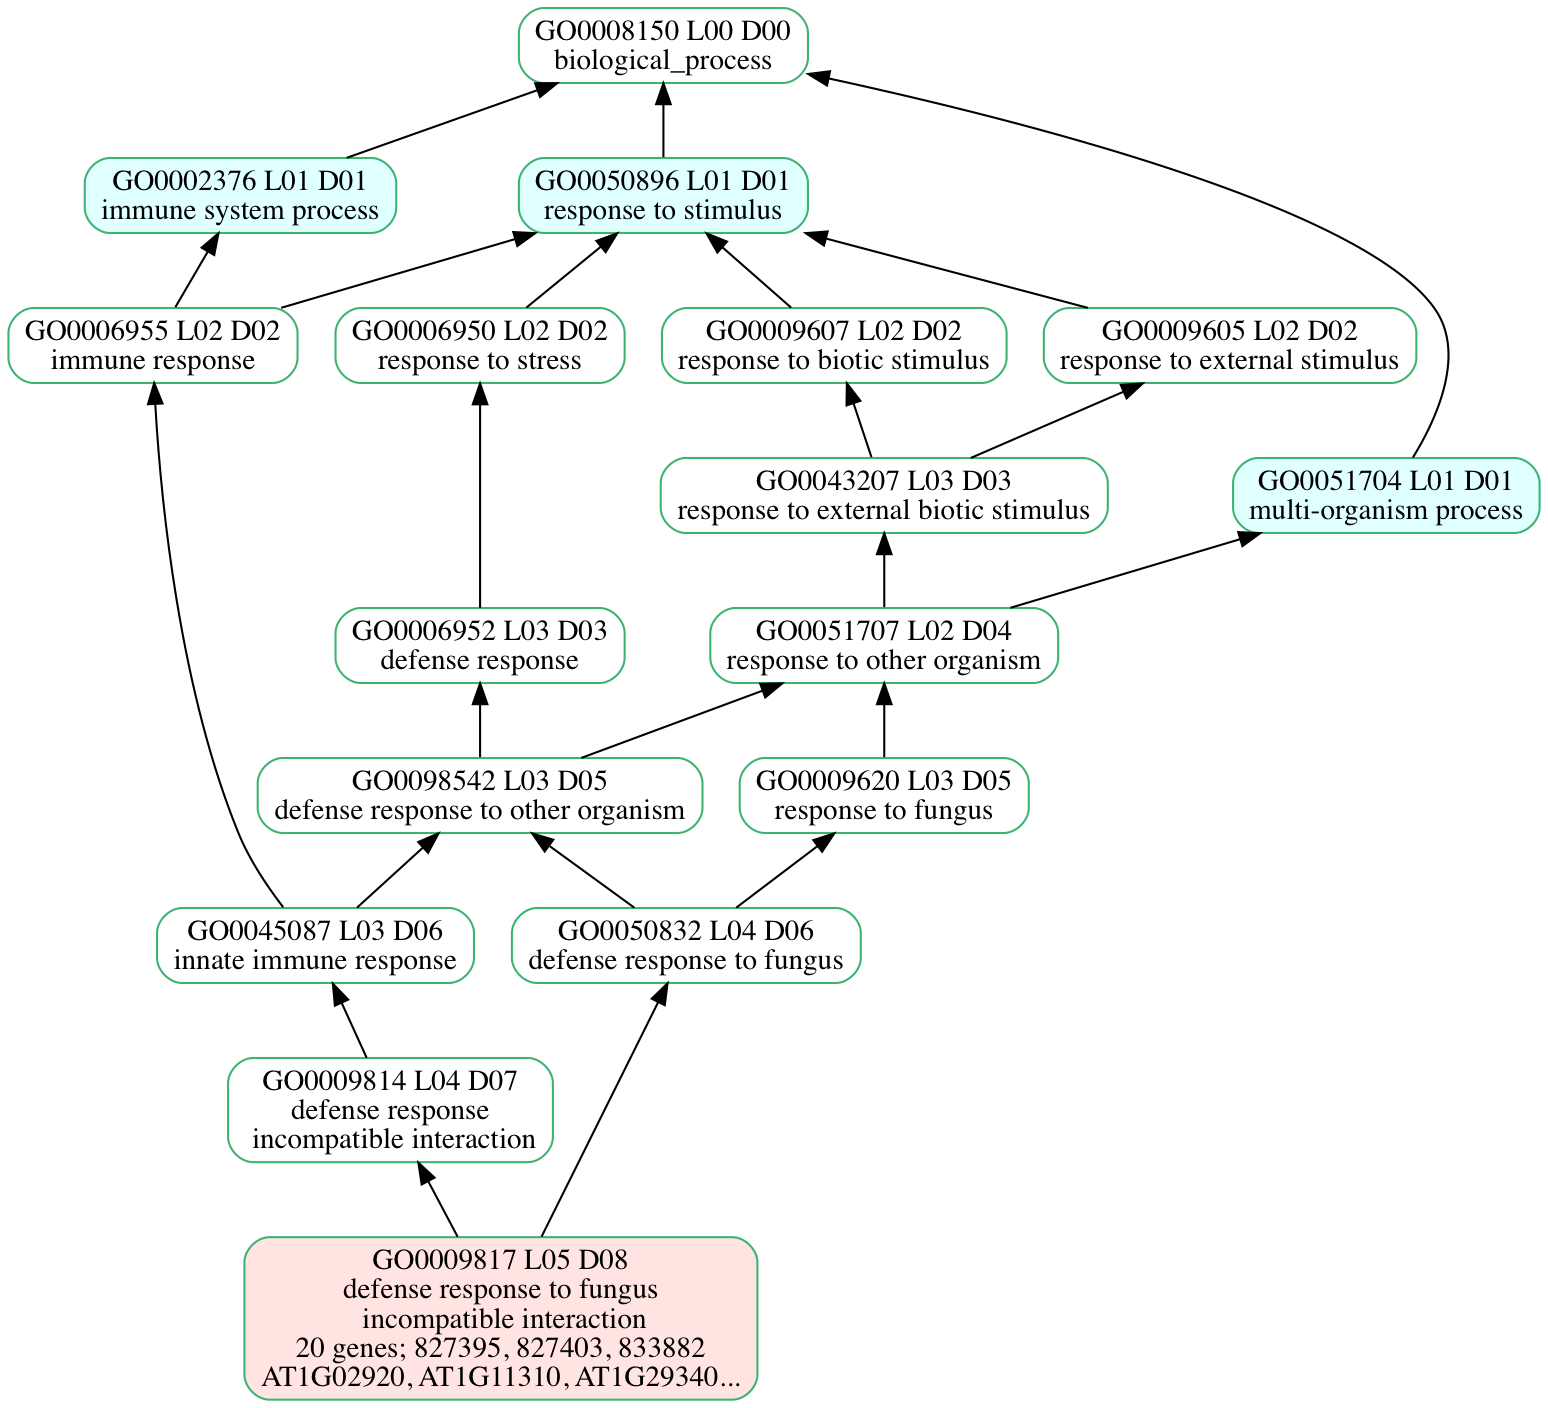 GO0008150 L00 D00
biological_process
GO0002376 L01 D01
immune system process
GO0050896 L01 D01
response to stimulus
GO0006955 L02 D02
immune response
GO0006950 L02 D02
response to stress
GO0009607 L02 D02
response to biotic stimulus
GO0009605 L02 D02
response to external stimulus
GO0043207 L03 D03
response to external biotic stimulus
GO0051704 L01 D01
multi-organism process
GO0006952 L03 D03
defense response
GO0051707 L02 D04
response to other organism
GO0098542 L03 D05
defense response to other organism
GO0009620 L03 D05
response to fungus
GO0045087 L03 D06
innate immune response
GO0050832 L04 D06
defense response to fungus
GO0009814 L04 D07
defense response
incompatible interaction
GO0009817 L05 D08
defense response to fungus
incompatible interaction
20 genes; 827395, 827403, 833882
AT1G02920, AT1G11310, AT1G29340...